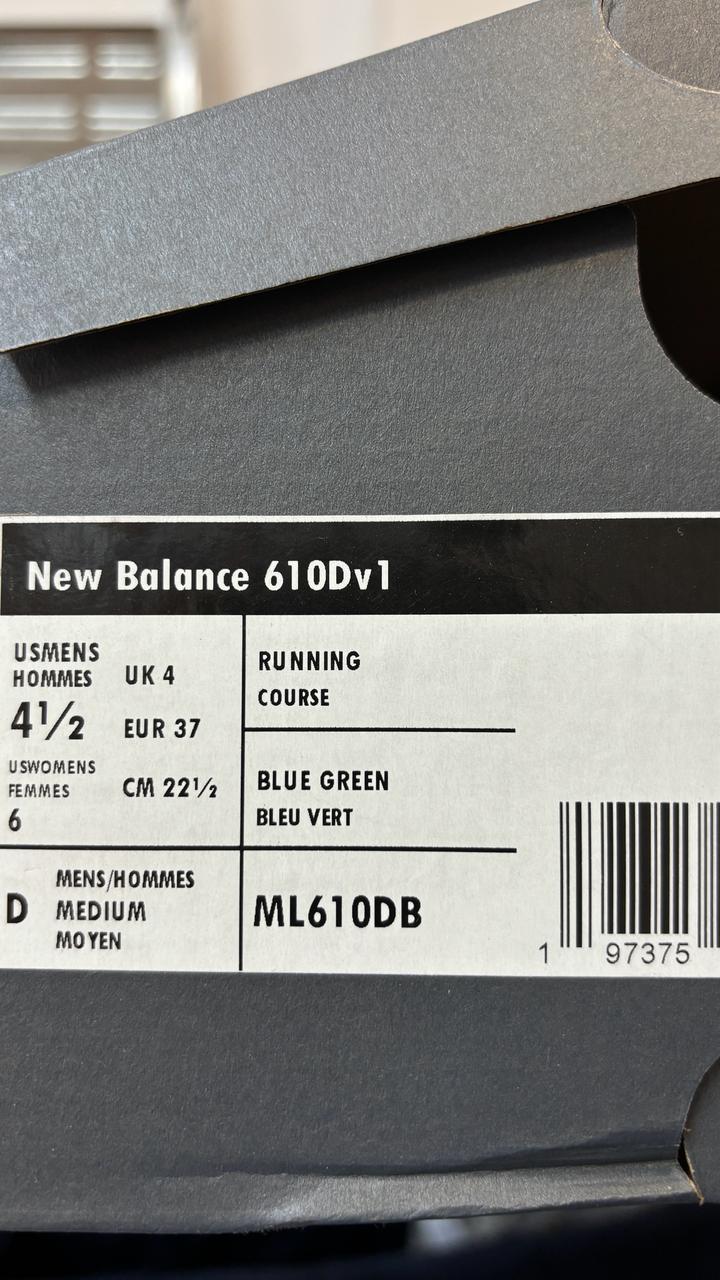 New Balance 610Dv1
USMENS
HOMMES
4½
USWOMENS
FEMMES
6
UK 4
EUR 37
CM 22½
RUNNING
COURSE
BLUE GREEN
BLEU VERT
D
MENS/HOMMES
MEDIUM
MOYEN
ML610DB
1 97375